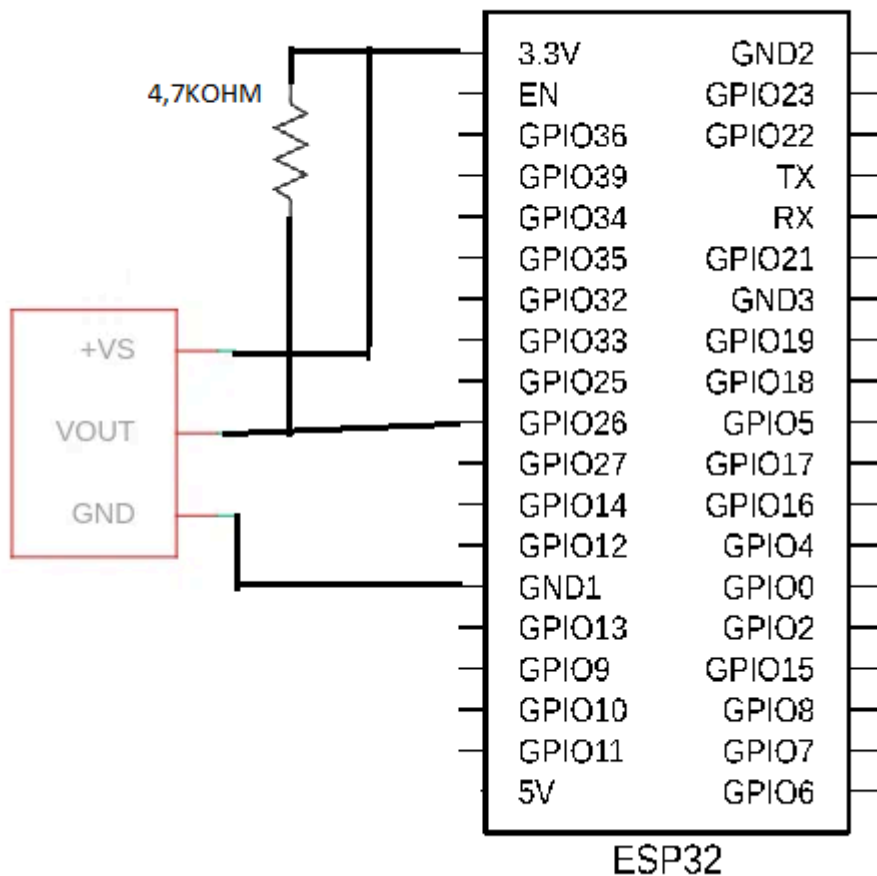 4,7KOHM
+VS
VOUT
GND
3.3V GND2
EN GPIO23
GPIO36 GPIO22
GPIO39 TX
GPIO34 RX
GPIO35 GPIO21
GPIO32 GND3
GPIO33 GPIO19
GPIO25 GPIO18
GPIO26 GPIO5
GPIO27 GPIO17
GPIO14 GPIO16
GPIO12 GPIO4
GND1 GPIO0
GPIO13 GPIO2
GPIO9 GPIO15
GPIO10 GPIO8
GPIO11 GPIO7
5V GPIO6
ESP32